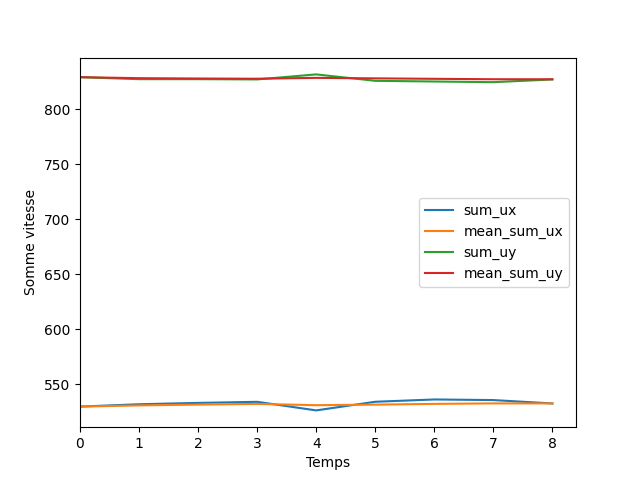 800
750
700
650
600
550
Somme vitesse
sum_ux
mean_sum_ux
sum_uy
mean_sum_uy
0 1 2 3 4 5 6 7 8
Temps